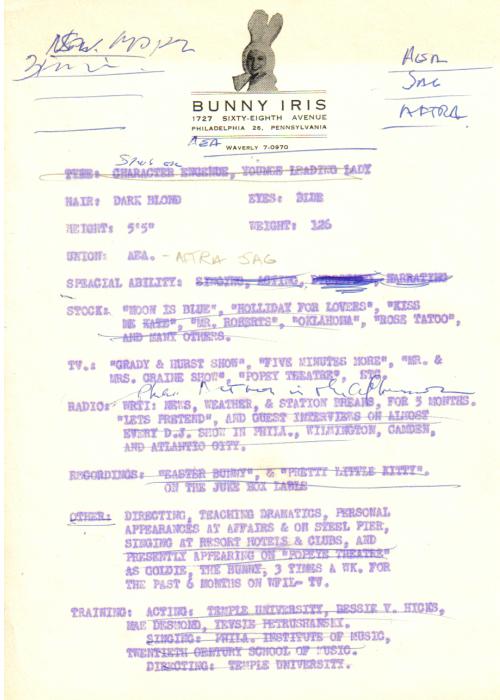 AGVA
SAG
AFTRA
BUNNY IRIS
1727 SIXTY-EIGHTH AVENUE
PHILADELPHIA 26, PENNSYLVANIA
AEA WAVERLY 7-0970
TYPE: CHARACTER ENGENUE, YOUNGE LEADING LADY
HAIR: DARK BLOND EYES: BLUE
HEIGHT: 5'5" WEIGHT: 126
UNION: AEA. - AFTRA SAG
SPEACIAL ABILITY: SINGING, ACTING, NARRATING
STOCK: "MOON IS BLUE", "HOLLIDAY FOR LOVERS", "KISS
ME KATE", "MR. ROBERTS", "OKLAHOMA", "ROSE TATOO",
AND MANY OTHERS.
TV.: "GRADY & HURST SHOW", "FIVE MINUTES MORE", "MR. &
MRS. CRAINE SHOW", "POPEY THEATRE", ETC.
RADIO: WRTI: NEWS, WEATHER, & STATION BREAKS, FOR 5 MONTHS.
"LETS PRETEND", AND GUEST INTERVIEWS ON ALMOST
EVERY D.J. SHOW IN PHILA., WILMINGTON, CAMDEN,
AND ATLANTIC CITY.
RECORDINGS: "EASTER BUNNY", & "PRETTY LITTLE KITTY".
ON THE JUKE BOX LABLE
OTHER: DIRECTING, TEACHING DRAMATICS, PERSONAL
APPEARANCES AT AFFAIRS & ON STEEL PIER,
SINGING AT RESORT HOTELS & CLUBS, AND
PRESENTLY APPEARING ON "POPEYE THEATRE"
AS GOLDIE, THE BUNNY, 3 TIMES A WK. FOR
THE PAST 6 MONTHS ON WFIL- TV.
TRAINING: ACTING: TEMPLE UNIVERSITY, BESSIE V. HICKS,
MAE DESMOND, YEVSIE PETRUSHANSKY.
SINGING: PHILA. INSTITUTE OF MUSIC,
TWENTIETH CENTURY SCHOOL OF MUSIC.
DIRECTING: TEMPLE UNIVERSITY.